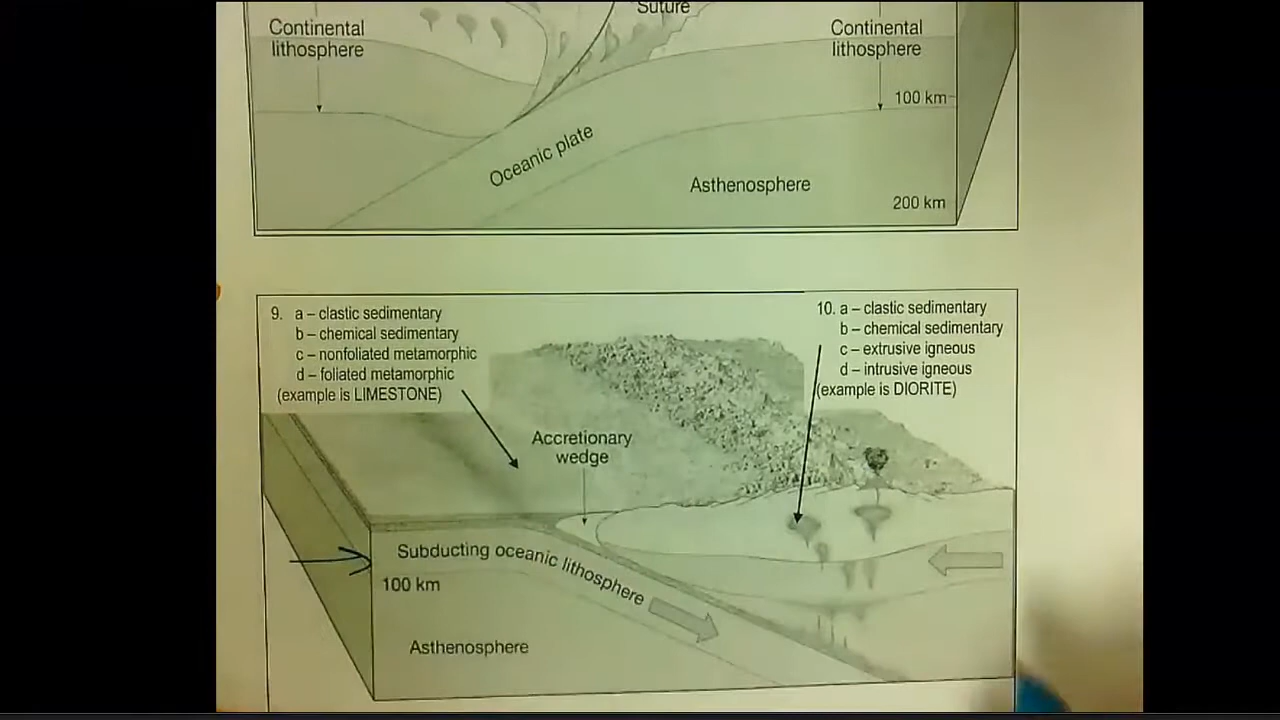 Suture
Continental
lithosphere
Continental
lithosphere
100 km
Oceanic plate
Asthenosphere
200 km
9. a – clastic sedimentary
b – chemical sedimentary
c – nonfoliated metamorphic
d – foliated metamorphic
(example is LIMESTONE)
10. a – clastic sedimentary
b – chemical sedimentary
c – extrusive igneous
d – intrusive igneous
(example is DIORITE)
Accretionary
wedge
Subducting oceanic lithosphere
100 km
Asthenosphere